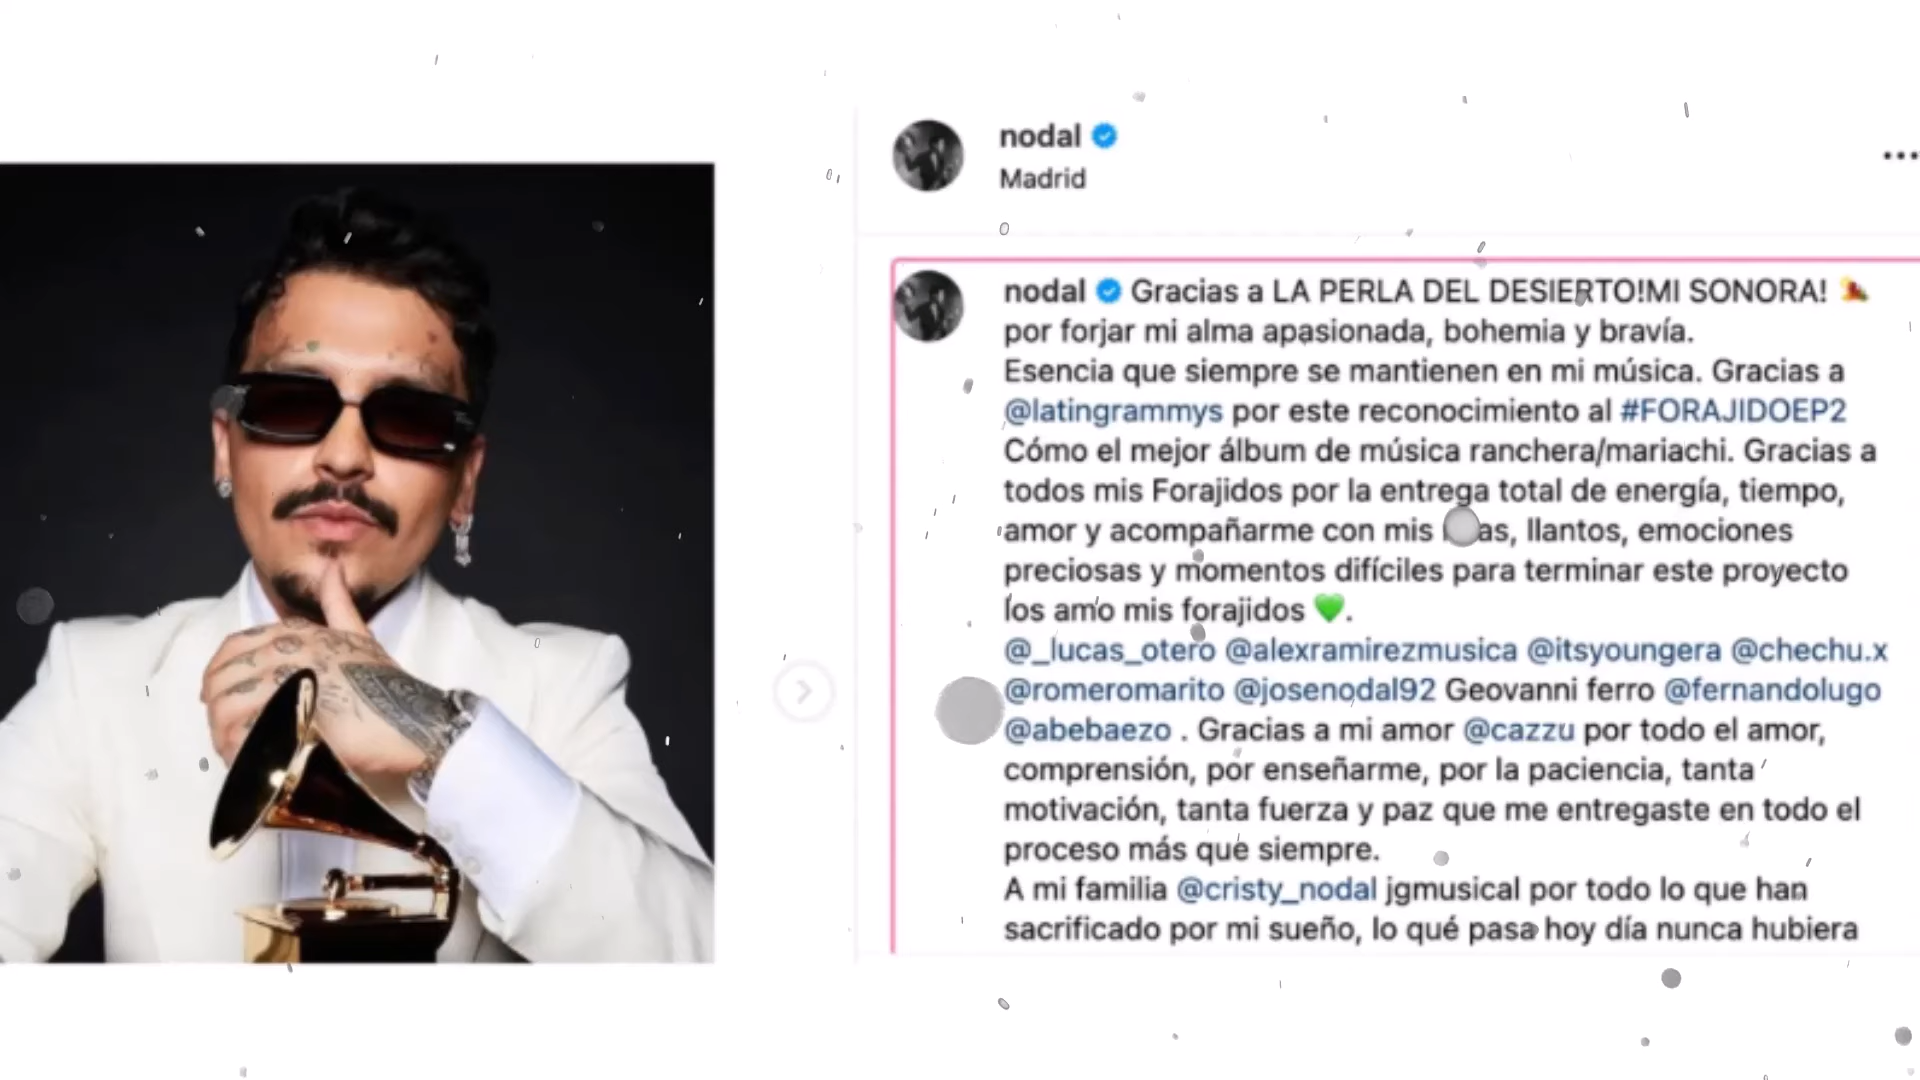 nodal
Madrid
nodal Gracias a LA PERLA DEL DESIERTO!MI SONORA!
por forjar mi alma apasionada, bohemia y bravía.
Esencia que siempre se mantienen en mi música. Gracias a
@latingrammys por este reconocimiento al #FORAJIDOEP2
Cómo el mejor álbum de música ranchera/mariachi. Gracias a
todos mis Forajidos por la entrega total de energía, tiempo,
amor y acompañarme con mis llantos, emociones
preciosas y momentos difíciles para terminar este proyecto
los amo mis forajidos 💚.
@_lucas_otero @alexramirezmusica @itsyoungera @chechu.x
@romeromarito @josenodal92 Geovanni ferro @fernandolugo
@abebaezo . Gracias a mi amor @cazzu por todo el amor,
comprensión, por enseñarme, por la paciencia, tanta
motivación, tanta fuerza y paz que me entregaste en todo el
proceso más que siempre.
A mi familia @cristy_nodal jgmusical por todo lo que han
sacrificado por mi sueño, lo qué pasa hoy día nunca hubiera